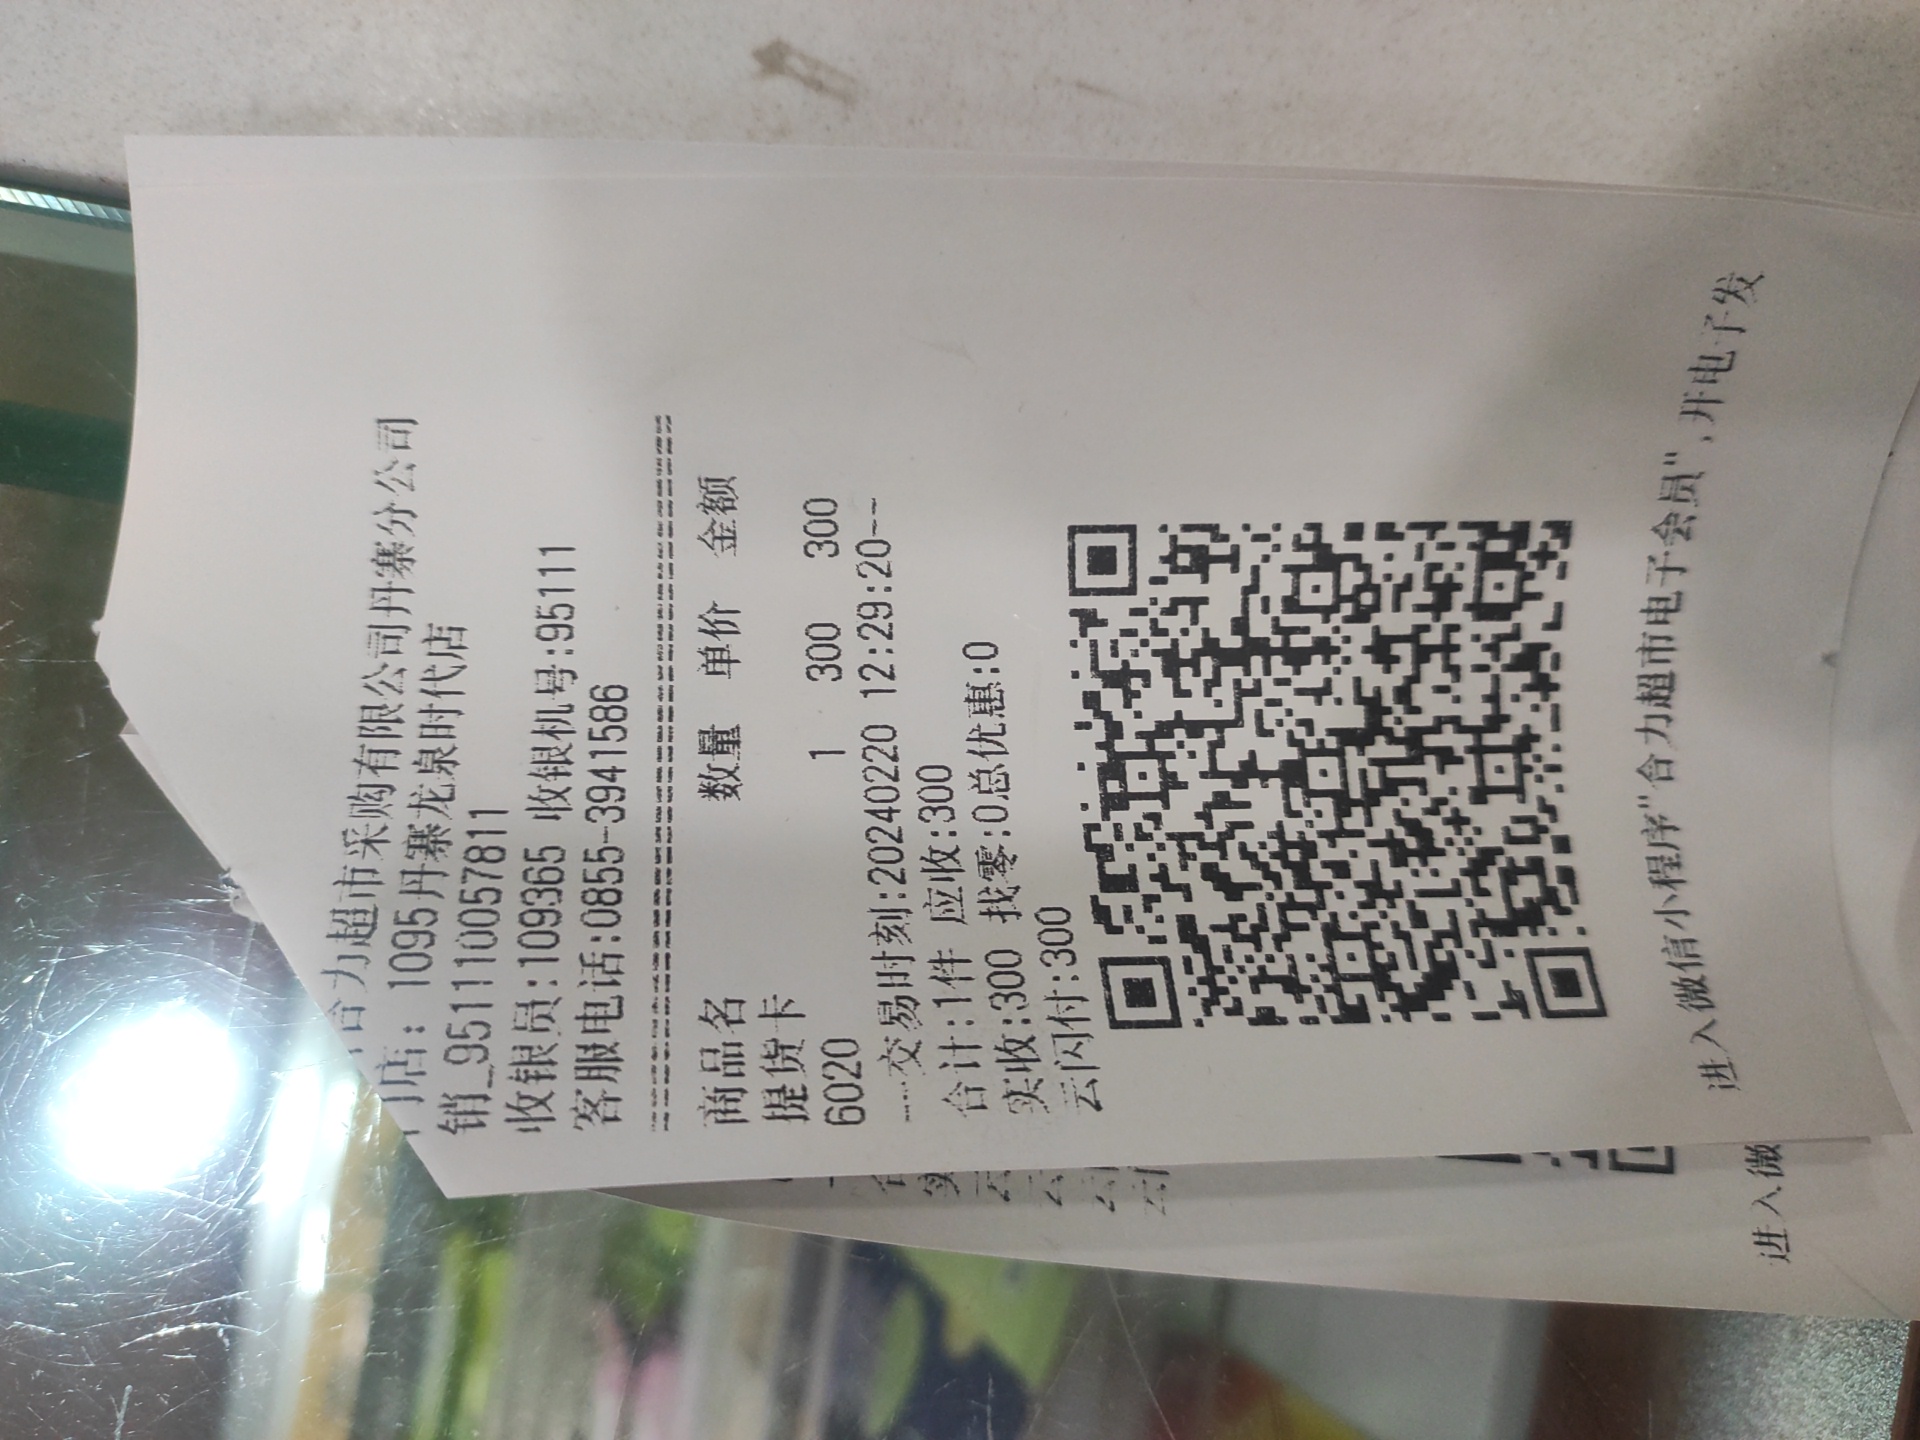 合力超市采购有限公司丹寨分公司
门店: 1095丹寨龙泉时代店
销_951110057811
收银员:109365 收银机号:95111
客服电话:0855-3941586
商品名 数量 单价 金额
提货卡
6020 1 300 300
交易时刻:20240220 12:29:20--
合计:1件 应收:300
实收:300 找零:0总优惠:0
云闪付:300
进入微信小程序"合力超市电子会员",开电子发
进入微